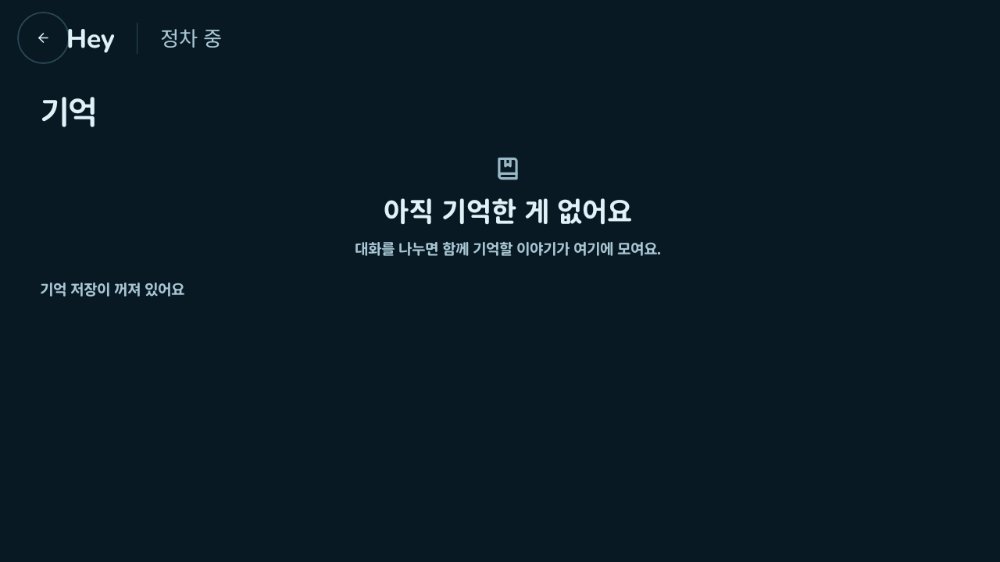 Hey 정차 중
기억
아직 기억한 게 없어요
대화를 나누면 함께 기억할 이야기가 여기에 모여요.
기억 저장이 꺼져 있어요